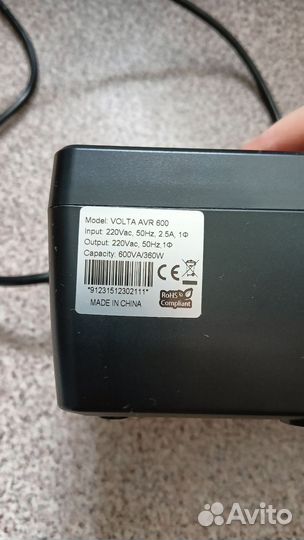 Model: VOLTA AVR 600
Input: 220Vac, 50Hz, 2.5A, 1Φ
Output: 220Vac, 50Hz,1Φ
Capacity: 600VA/360W
CE
*91231512302111*
MADE IN CHINA
RoHS
Compliant
Avito